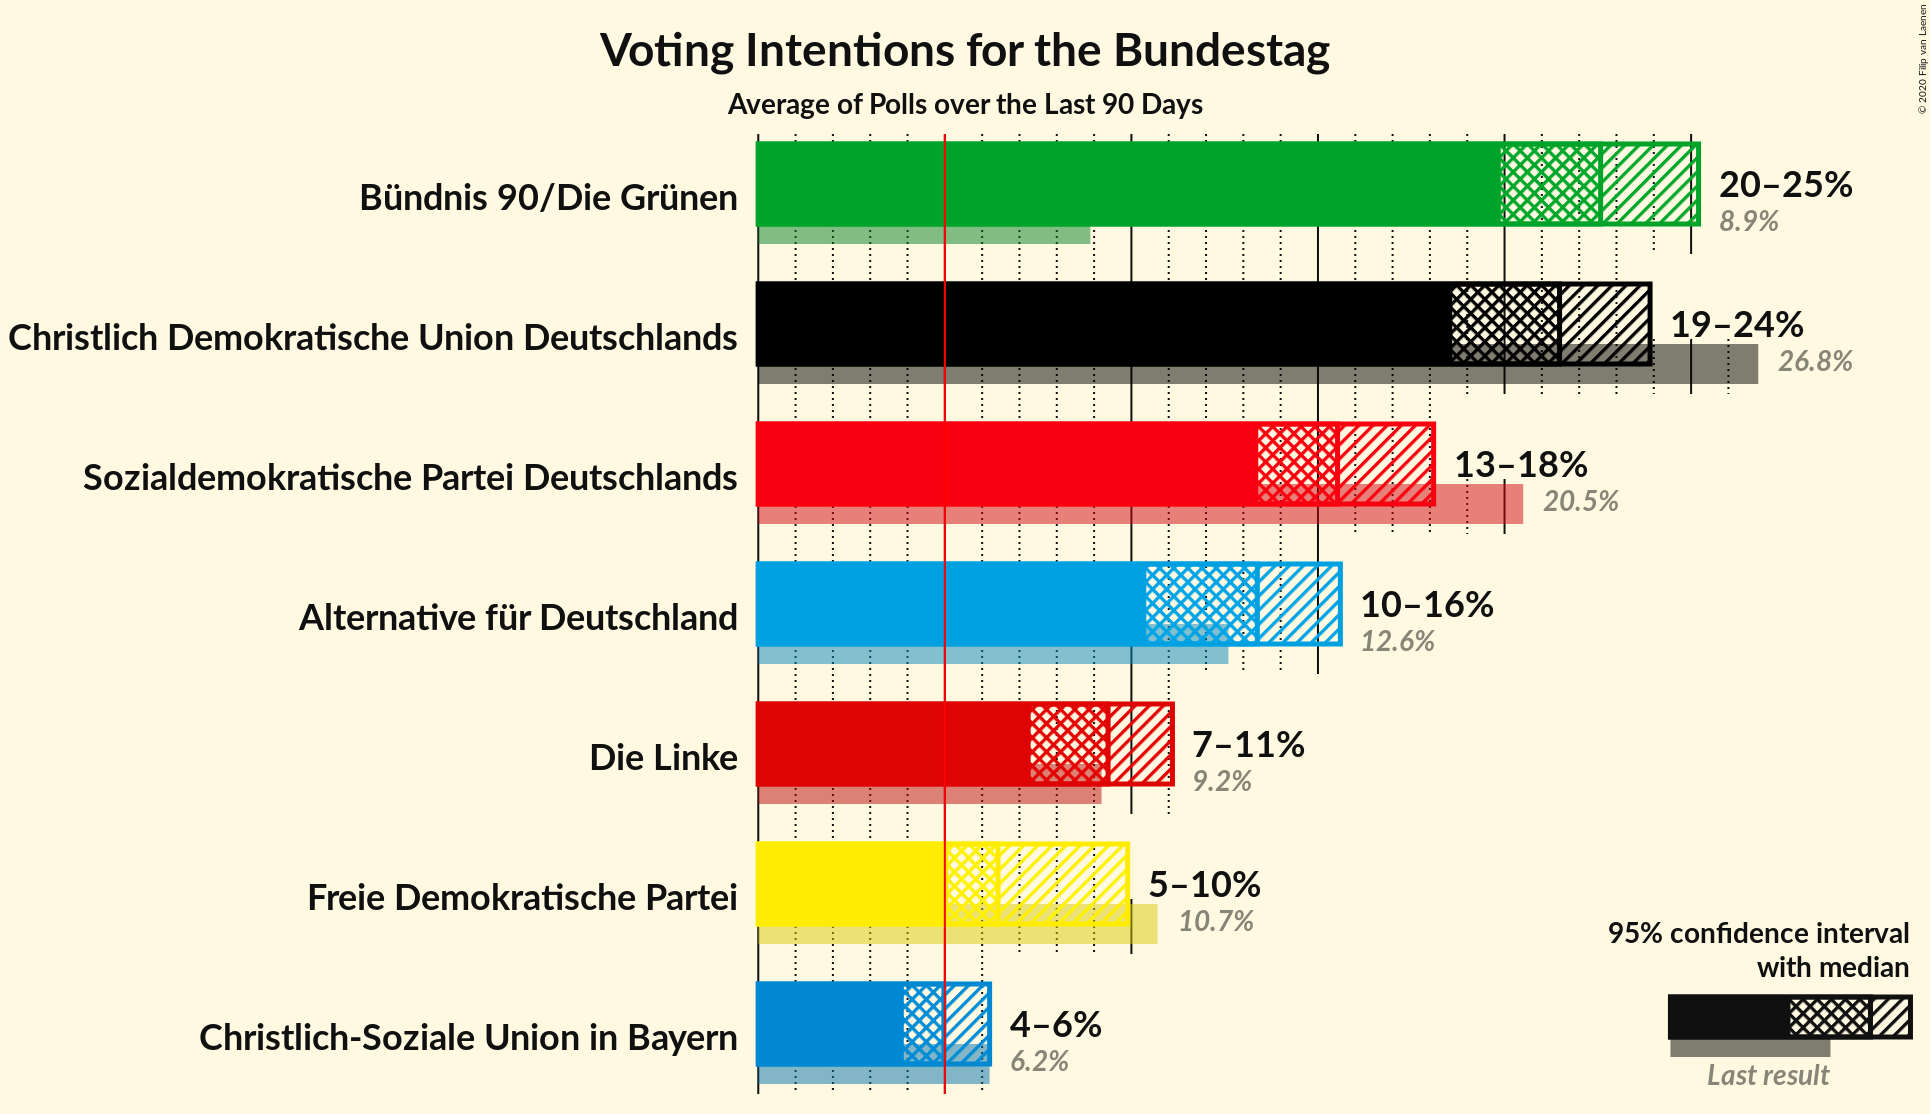 Voting Intentions for the Bundestag
Average of Polls over the Last 90 Days
© 2020 Filip van Laenen
Bündnis 90/Die Grünen
20–25%
8.9%
Christlich Demokratische Union Deutschlands
19–24%
26.8%
Sozialdemokratische Partei Deutschlands
13–18%
20.5%
Alternative für Deutschland
10–16%
12.6%
Die Linke
7–11%
9.2%
Freie Demokratische Partei
5–10%
10.7%
Christlich-Soziale Union in Bayern
4–6%
6.2%
95% confidence interval
with median
Last result